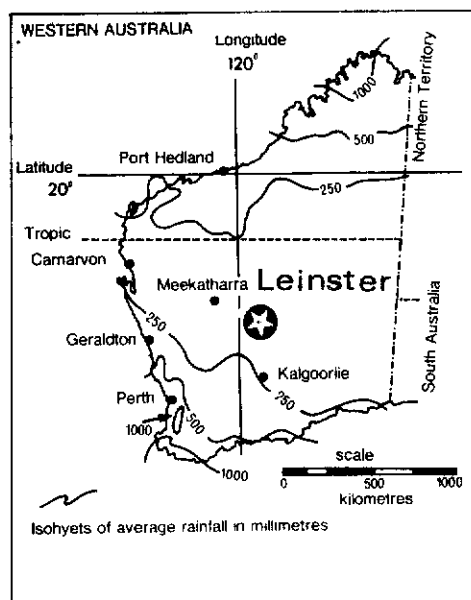 WESTERN AUSTRALIA
Longitude
120°
1000
500
Northern Territory
Port Hedland
Latitude
20°
250
Tropic
Carnarvon
Meekatharra
Leinster
250
Geraldton
South Australia
Kalgoorlie
250
Perth
500
1000
1000
scale
0 500 1000
kilometres
Isohyets of average rainfall in millimetres